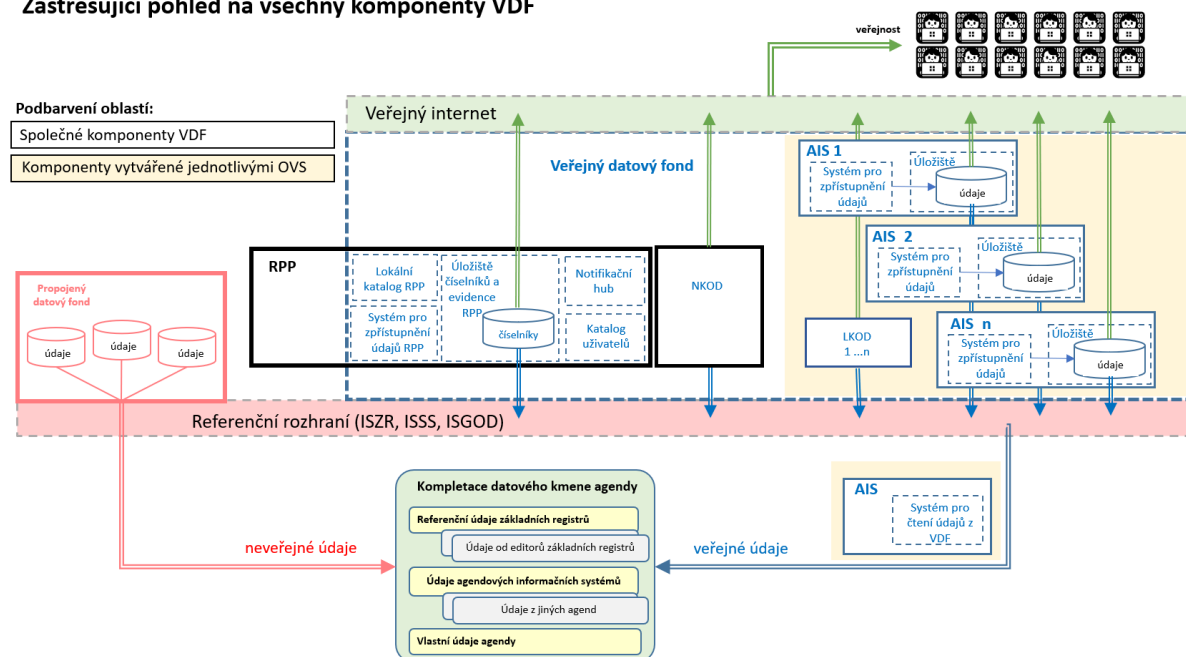 Zastřešující pohled na všechny komponenty VDF
veřejnost
Podbarvení oblastí:
Společné komponenty VDF
Komponenty vytvářené jednotlivými OVS
Veřejný internet
Veřejný datový fond
AIS 1
Systém pro
zpřístupnění
údajů
Úložiště
údaje
AIS 2
Systém pro
zpřístupnění
údajů
Úložiště
údaje
AIS n
Systém pro
zpřístupnění
údajů
Úložiště
údaje
RPP
Lokální
katalog RPP
Systém pro
zpřístupnění
údajů RPP
Úložiště
číselníků a
evidence
RPP
číselníky
Notifikační
hub
Katalog
uživatelů
NKOD
LKOD
1 ...n
Propojený
datový fond
údaje
údaje
údaje
Referenční rozhraní (ISZR, ISSS, ISGOD)
Kompletace datového kmene agendy
Referenční údaje základních registrů
Údaje od editorů základních registrů
Údaje agendových informačních systémů
Údaje z jiných agend
Vlastní údaje agendy
neveřejné údaje
veřejné údaje
AIS
Systém pro
čtení údajů z
VDF